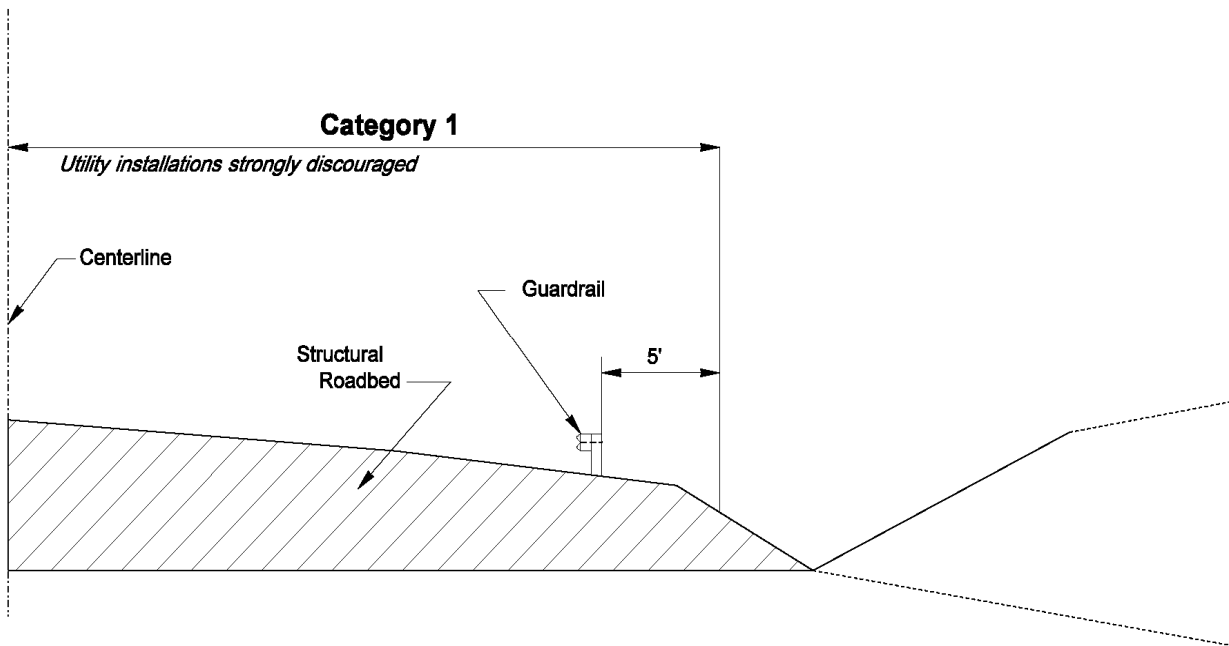 Category 1
Utility installations strongly discouraged
Centerline
Guardrail
Structural
Roadbed
5'